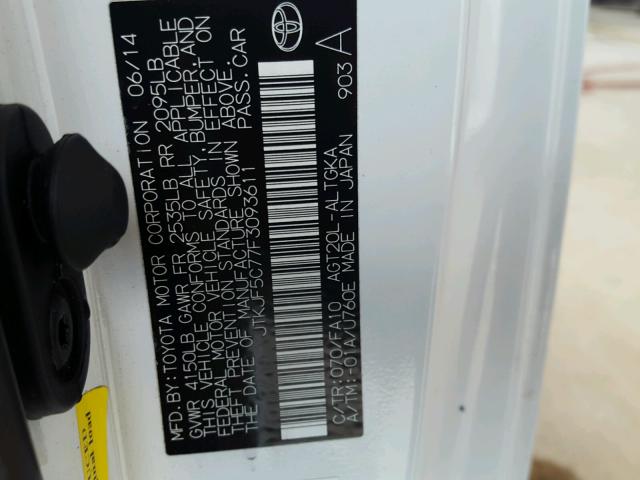 MFD.BY:TOYOTA MOTOR CORPORATION 06/14
GVWR 4150LB GAWR FR 2535LB RR 2095LB
THIS VEHICLE CONFORMS TO ALL APPLICABLE
FEDERAL MOTOR VEHICLE SAFETY,BUMPER,AND
THEFT PREVENTION STANDARDS IN EFFECT ON
THE DATE OF MANUFACTURE SHOWN ABOVE.
JTKJF5C77F3093611 PASS.CAR
C/TR:070/FA10 AGT20L-ALTGKA
A/TM:-01A/U760E MADE IN JAPAN 903 A